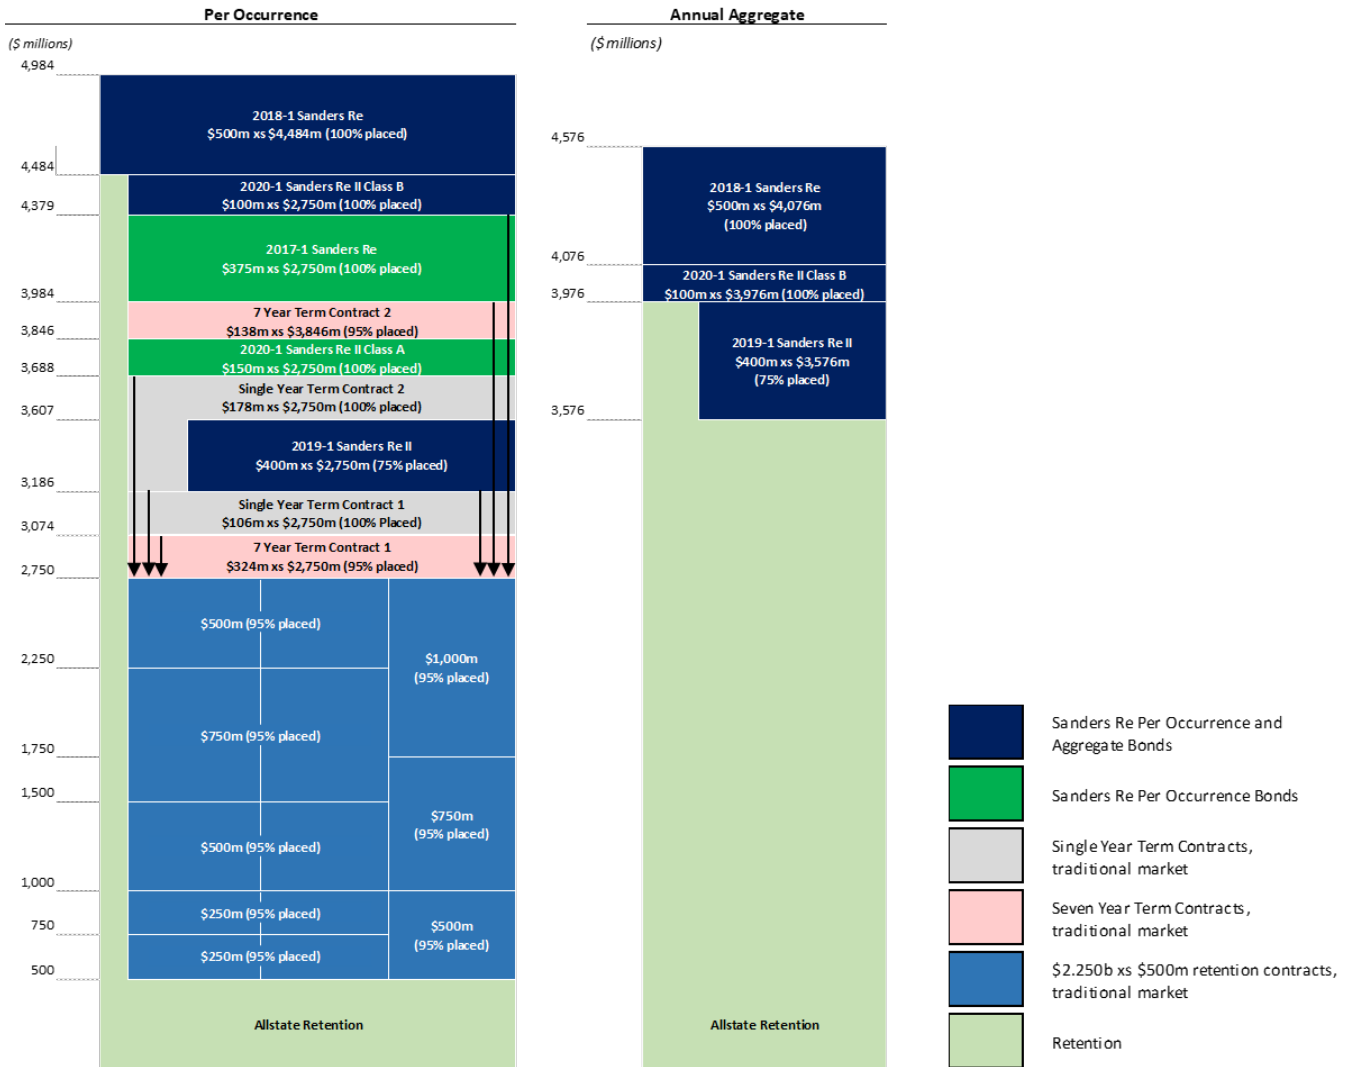 Per Occurrence
($ millions)
4,984
2018-1 Sanders Re
$500m xs $4,484m (100% placed)
4,484
2020-1 Sanders Re II Class B
$100m xs $2,750m (100% placed)
4,379
2017-1 Sanders Re
$375m xs $2,750m (100% placed)
3,984
7 Year Term Contract 2
$138m xs $3,846m (95% placed)
3,846
2020-1 Sanders Re II Class A
$150m xs $2,750m (100% placed)
3,688
Single Year Term Contract 2
$178m xs $2,750m (100% placed)
3,607
2019-1 Sanders Re II
$400m xs $2,750m (75% placed)
3,186
Single Year Term Contract 1
$106m xs $2,750m (100% Placed)
3,074
7 Year Term Contract 1
$324m xs $2,750m (95% placed)
2,750
$500m (95% placed)
$1,000m
(95% placed)
2,250
$750m (95% placed)
1,750
1,500
$750m
(95% placed)
$500m (95% placed)
1,000
$250m (95% placed)
$500m
(95% placed)
750
$250m (95% placed)
500
Allstate Retention
Annual Aggregate
($ millions)
4,576
2018-1 Sanders Re
$500m xs $4,076m
(100% placed)
4,076
2020-1 Sanders Re II Class B
$100m xs $3,976m (100% placed)
3,976
2019-1 Sanders Re II
$400m xs $3,576m
(75% placed)
3,576
Allstate Retention
Sanders Re Per Occurrence and
Aggregate Bonds
Sanders Re Per Occurrence Bonds
Single Year Term Contracts,
traditional market
Seven Year Term Contracts,
traditional market
$2.250b xs $500m retention contracts,
traditional market
Retention